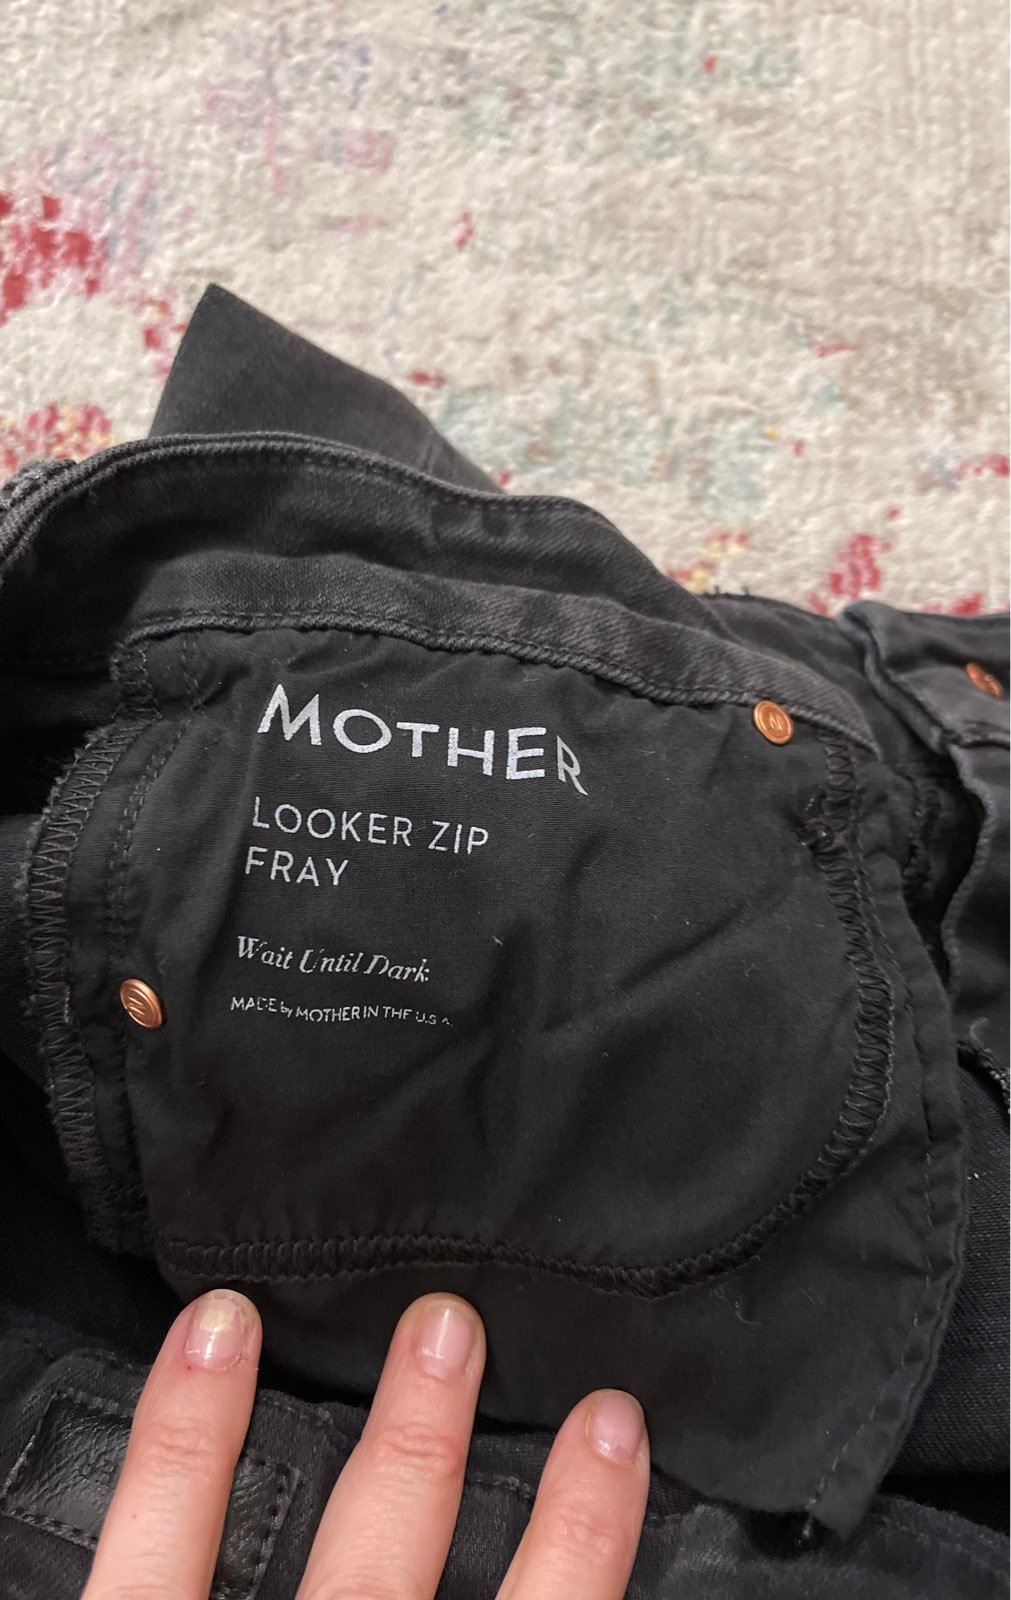 MOTHER
LOOKER ZIP
FRAY
Wait Until Dark
MADE by MOTHER IN THE U.S.A.